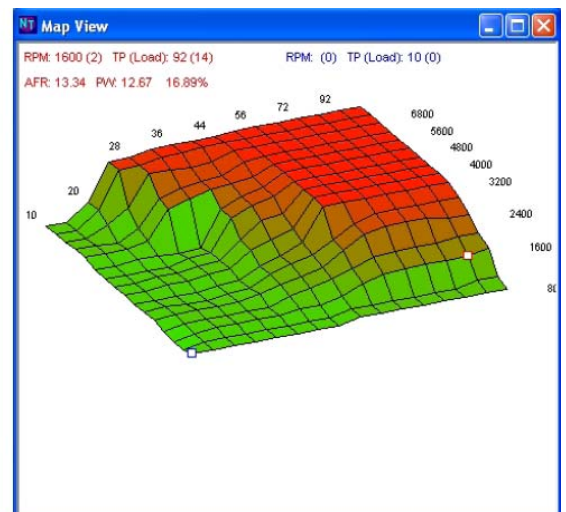 NT Map View
RPM: 1600 (2) TP (Load): 92 (14) RPM: (0) TP (Load): 10 (0)
AFR: 13.34 PW: 12.67 16.89%
10 20 28 36 44 56 72 92
6800
5600
4800
4000
3200
2400
1600